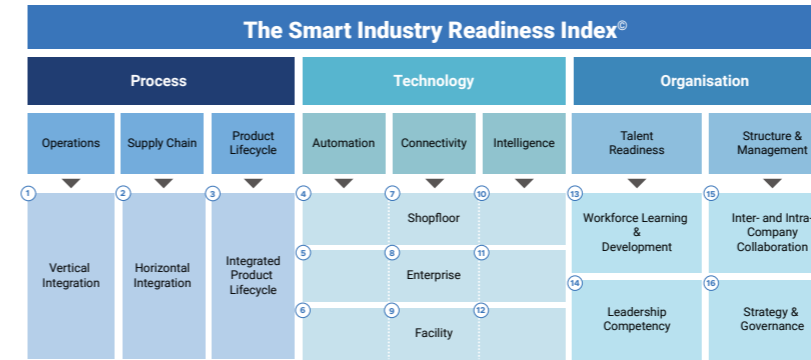 The Smart Industry Readiness Index©
Process
Technology
Organisation
Operations
Supply Chain
Product
Lifecycle
Automation
Connectivity
Intelligence
Talent
Readiness
Structure &
Management
1
Vertical
Integration
2
Horizontal
Integration
3
Integrated
Product
Lifecycle
4
7
10
Shopfloor
5
8
11
Enterprise
6
9
12
Facility
13
Workforce Learning
&
Development
14
Leadership
Competency
15
Inter- and Intra-
Company
Collaboration
16
Strategy &
Governance